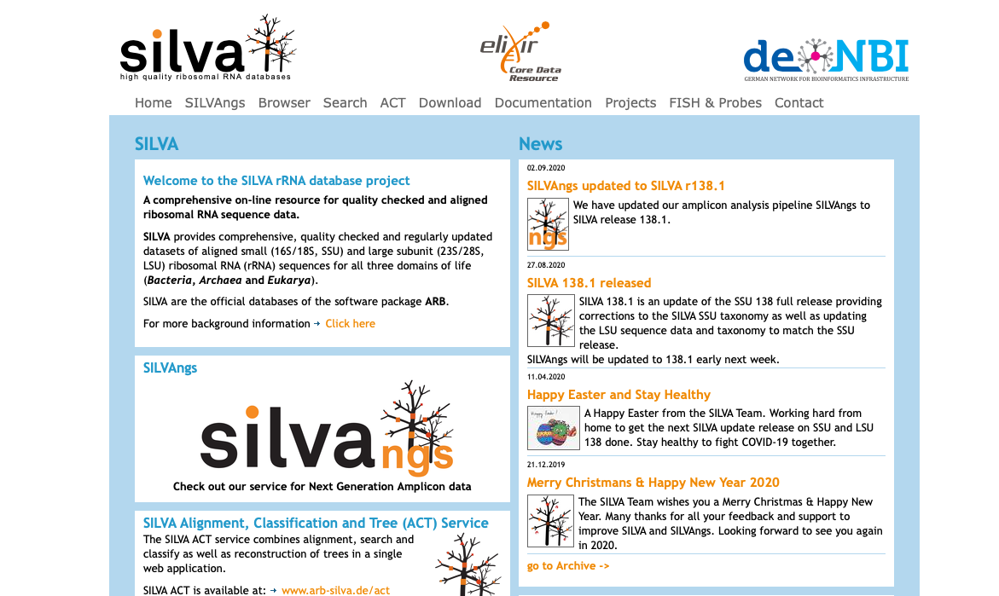 silva
high quality ribosomal RNA databases
elixir
Core Data
Resource
de NBI
GERMAN NETWORK FOR BIOINFORMATICS INFRASTRUCTURE
Home SILVAngs Browser Search ACT Download Documentation Projects FISH & Probes Contact
SILVA
Welcome to the SILVA rRNA database project
A comprehensive on-line resource for quality checked and aligned
ribosomal RNA sequence data.
SILVA provides comprehensive, quality checked and regularly updated
datasets of aligned small (16S/18S, SSU) and large subunit (23S/28S,
LSU) ribosomal RNA (rRNA) sequences for all three domains of life
(Bacteria, Archaea and Eukarya).
SILVA are the official databases of the software package ARB.
For more background information → Click here
SILVAngs
silva
ngs
Check out our service for Next Generation Amplicon data
SILVA Alignment, Classification and Tree (ACT) Service
The SILVA ACT service combines alignment, search and
classify as well as reconstruction of trees in a single
web application.
SILVA ACT is available at: → www.arb-silva.de/act
News
02.09.2020
SILVAngs updated to SILVA r138.1
ngs
We have updated our amplicon analysis pipeline SILVAngs to
SILVA release 138.1.
27.08.2020
SILVA 138.1 released
SILVA 138.1 is an update of the SSU 138 full release providing
corrections to the SILVA SSU taxonomy as well as updating
the LSU sequence data and taxonomy to match the SSU
release.
SILVAngs will be updated to 138.1 early next week.
11.04.2020
Happy Easter and Stay Healthy
Happy Easter!
A Happy Easter from the SILVA Team. Working hard from
home to get the next SILVA update release on SSU and LSU
138 done. Stay healthy to fight COVID-19 together.
21.12.2019
Merry Christmans & Happy New Year 2020
The SILVA Team wishes you a Merry Christmas & Happy New
Year. Many thanks for all your feedback and support to
improve SILVA and SILVAngs. Looking forward to see you again
in 2020.
go to Archive ->